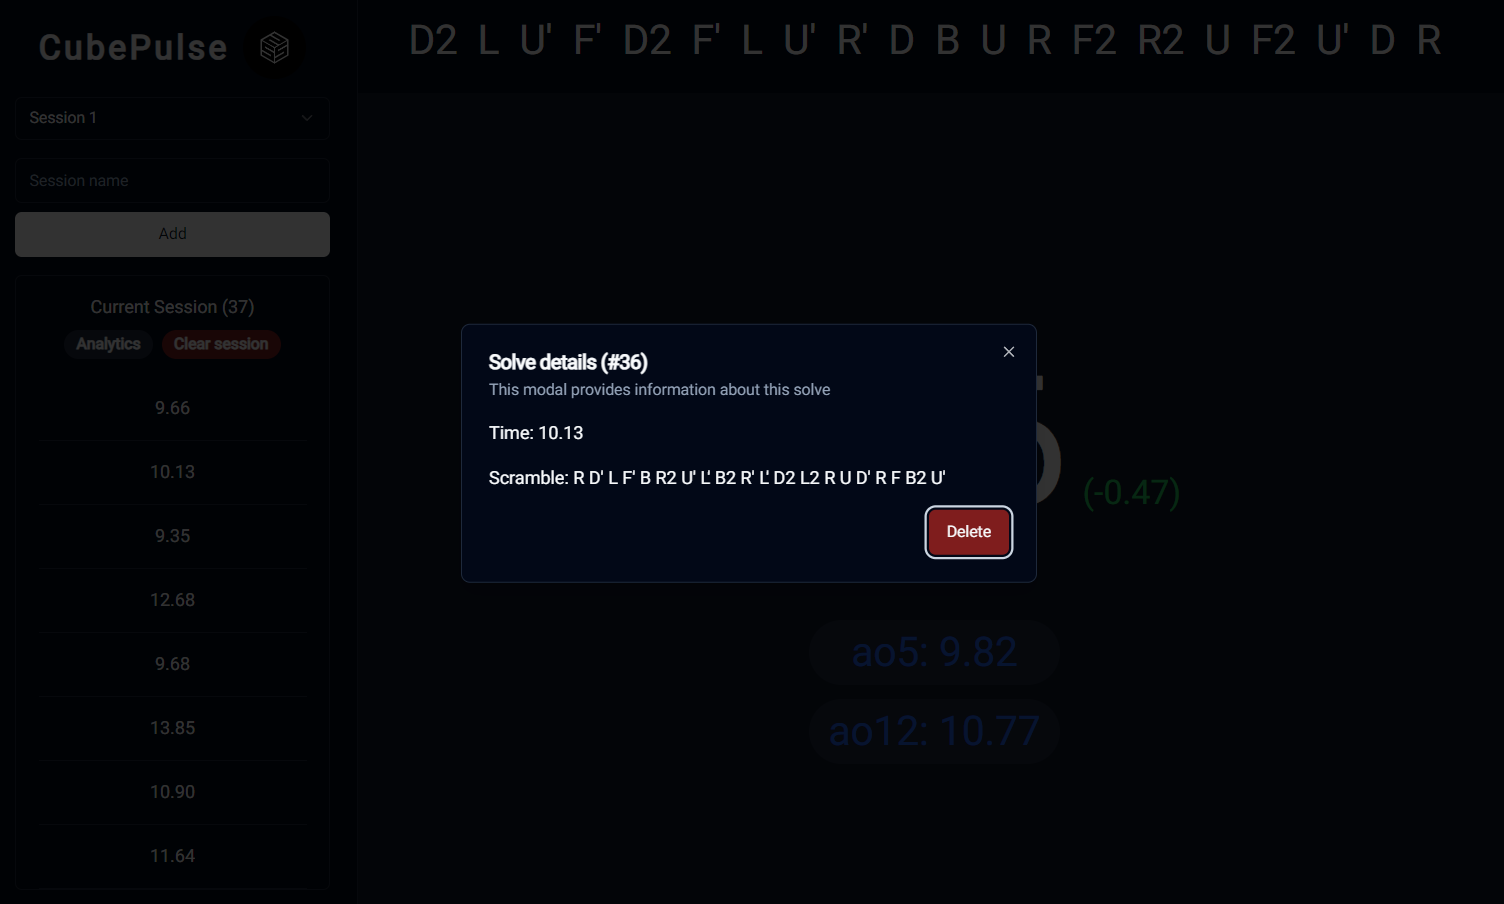 CubePulse
D2 L U' F' D2 F' L U' R' D B U R F2 R2 U F2 U' D R
Session 1
Session name
Add
Current Session (37)
Analytics Clear session
9.66
10.13
9.35
12.68
9.68
13.85
10.90
11.64
Solve details (#36)
This modal provides information about this solve
Time: 10.13
Scramble: R D' L F' B R2 U' L' B2 R' L' D2 L2 R U D' R F B2 U'
Delete
(-0.47)
ao5: 9.82
ao12: 10.77